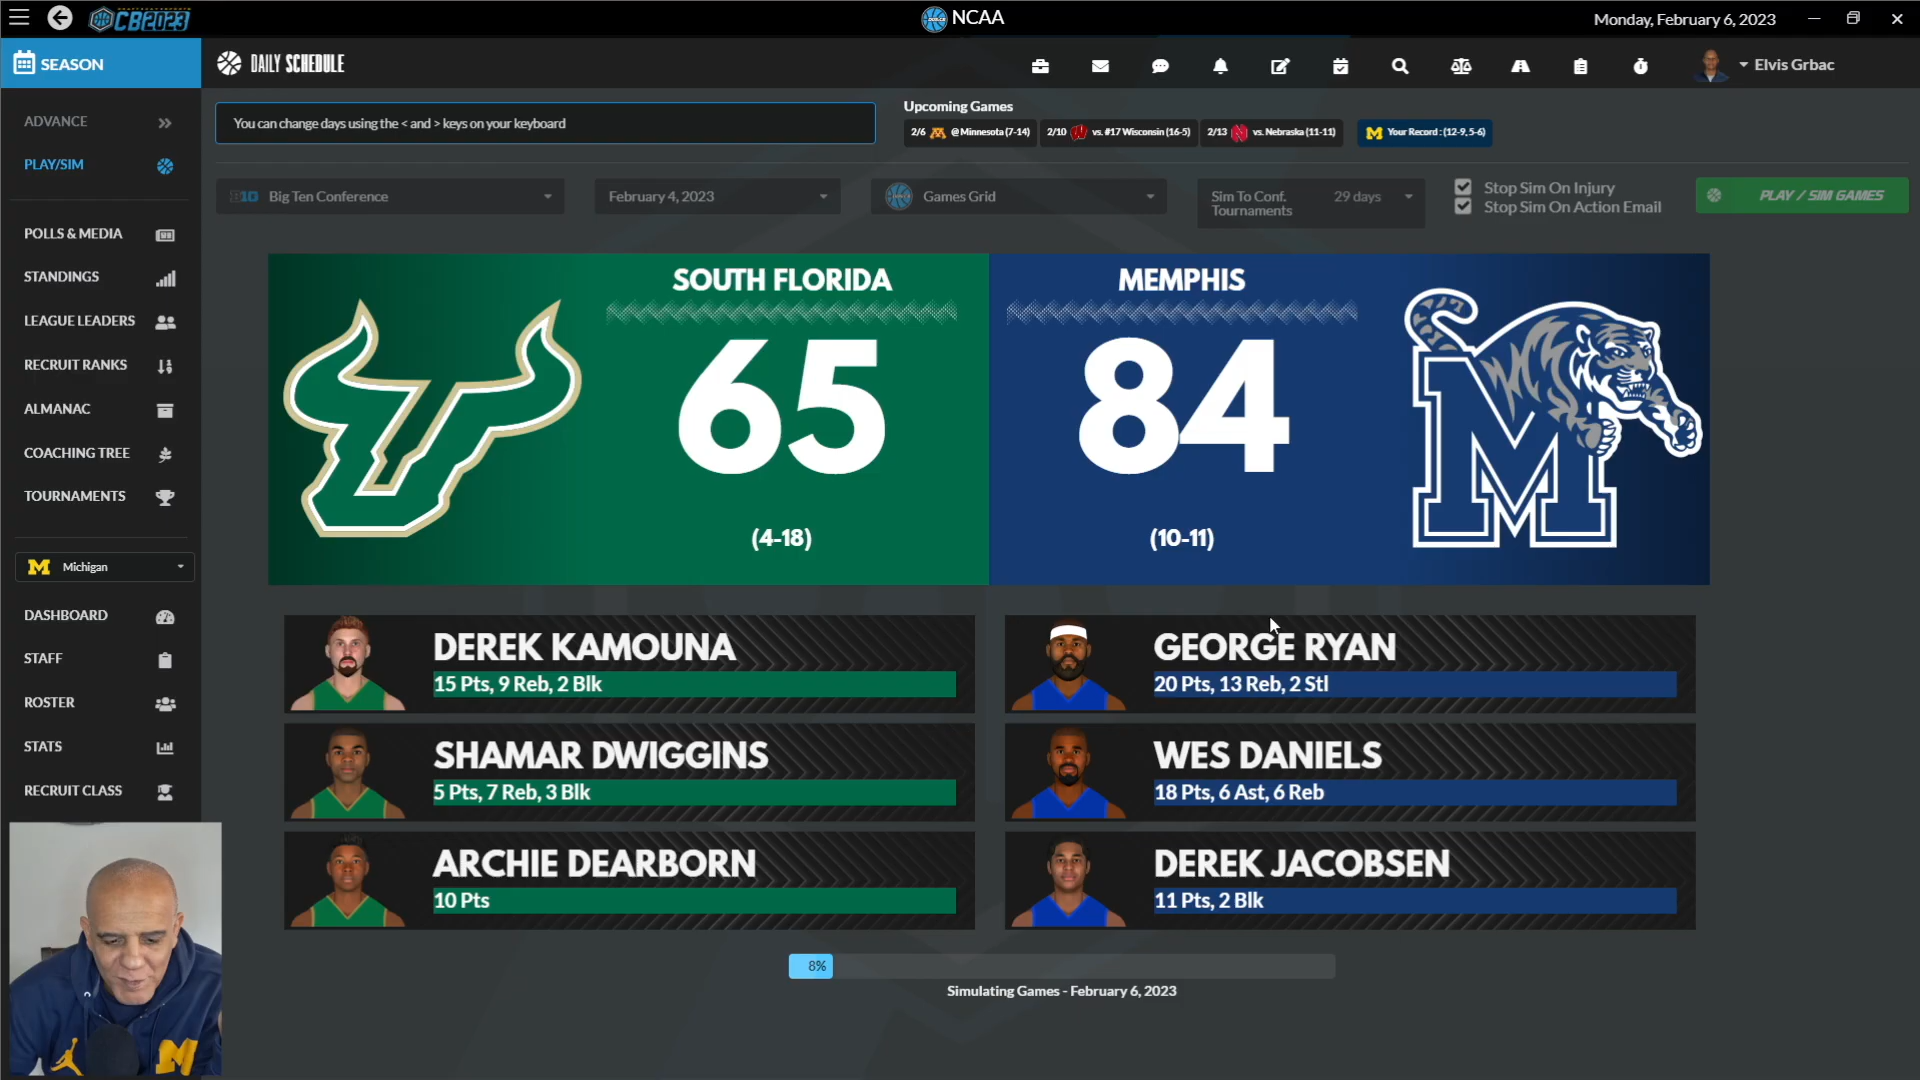 CB2023
NCAA
Monday, February 6, 2023
SEASON
DAILY SCHEDULE
Elvis Grbac
ADVANCE
PLAY/SIM
POLLS & MEDIA
STANDINGS
LEAGUE LEADERS
RECRUIT RANKS
ALMANAC
COACHING TREE
TOURNAMENTS
Michigan
DASHBOARD
STAFF
ROSTER
STATS
RECRUIT CLASS
You can change days using the < and > keys on your keyboard
Upcoming Games
2/6 @Minnesota (7-14)
2/10 vs. #17 Wisconsin (16-5)
2/13 vs. Nebraska (11-11)
Your Record : (12-9, 5-6)
B1G Big Ten Conference
February 4, 2023
Games Grid
Sim To Conf. Tournaments 29 days
Stop Sim On Injury
Stop Sim On Action Email
PLAY / SIM GAMES
SOUTH FLORIDA
65
(4-18)
MEMPHIS
84
(10-11)
DEREK KAMOUNA
15 Pts, 9 Reb, 2 Blk
SHAMAR DWIGGINS
5 Pts, 7 Reb, 3 Blk
ARCHIE DEARBORN
10 Pts
GEORGE RYAN
20 Pts, 13 Reb, 2 Stl
WES DANIELS
18 Pts, 6 Ast, 6 Reb
DEREK JACOBSEN
11 Pts, 2 Blk
8%
Simulating Games - February 6, 2023